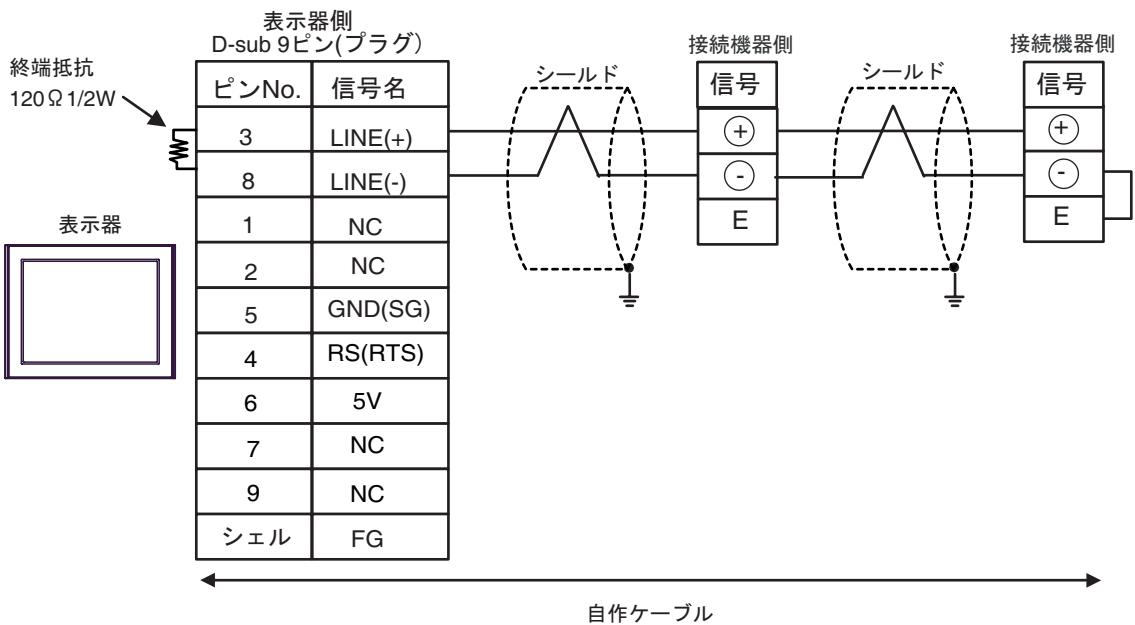 表示器側
D-sub 9ピン(プラグ)
終端抵抗
120Ω 1/2W
ピンNo. 信号名
3 LINE(+)
8 LINE(-)
1 NC
2 NC
5 GND(SG)
4 RS(RTS)
6 5V
7 NC
9 NC
シェル FG
表示器
シールド
接続機器側
信号
+
-
E
シールド
接続機器側
信号
+
-
E
自作ケーブル